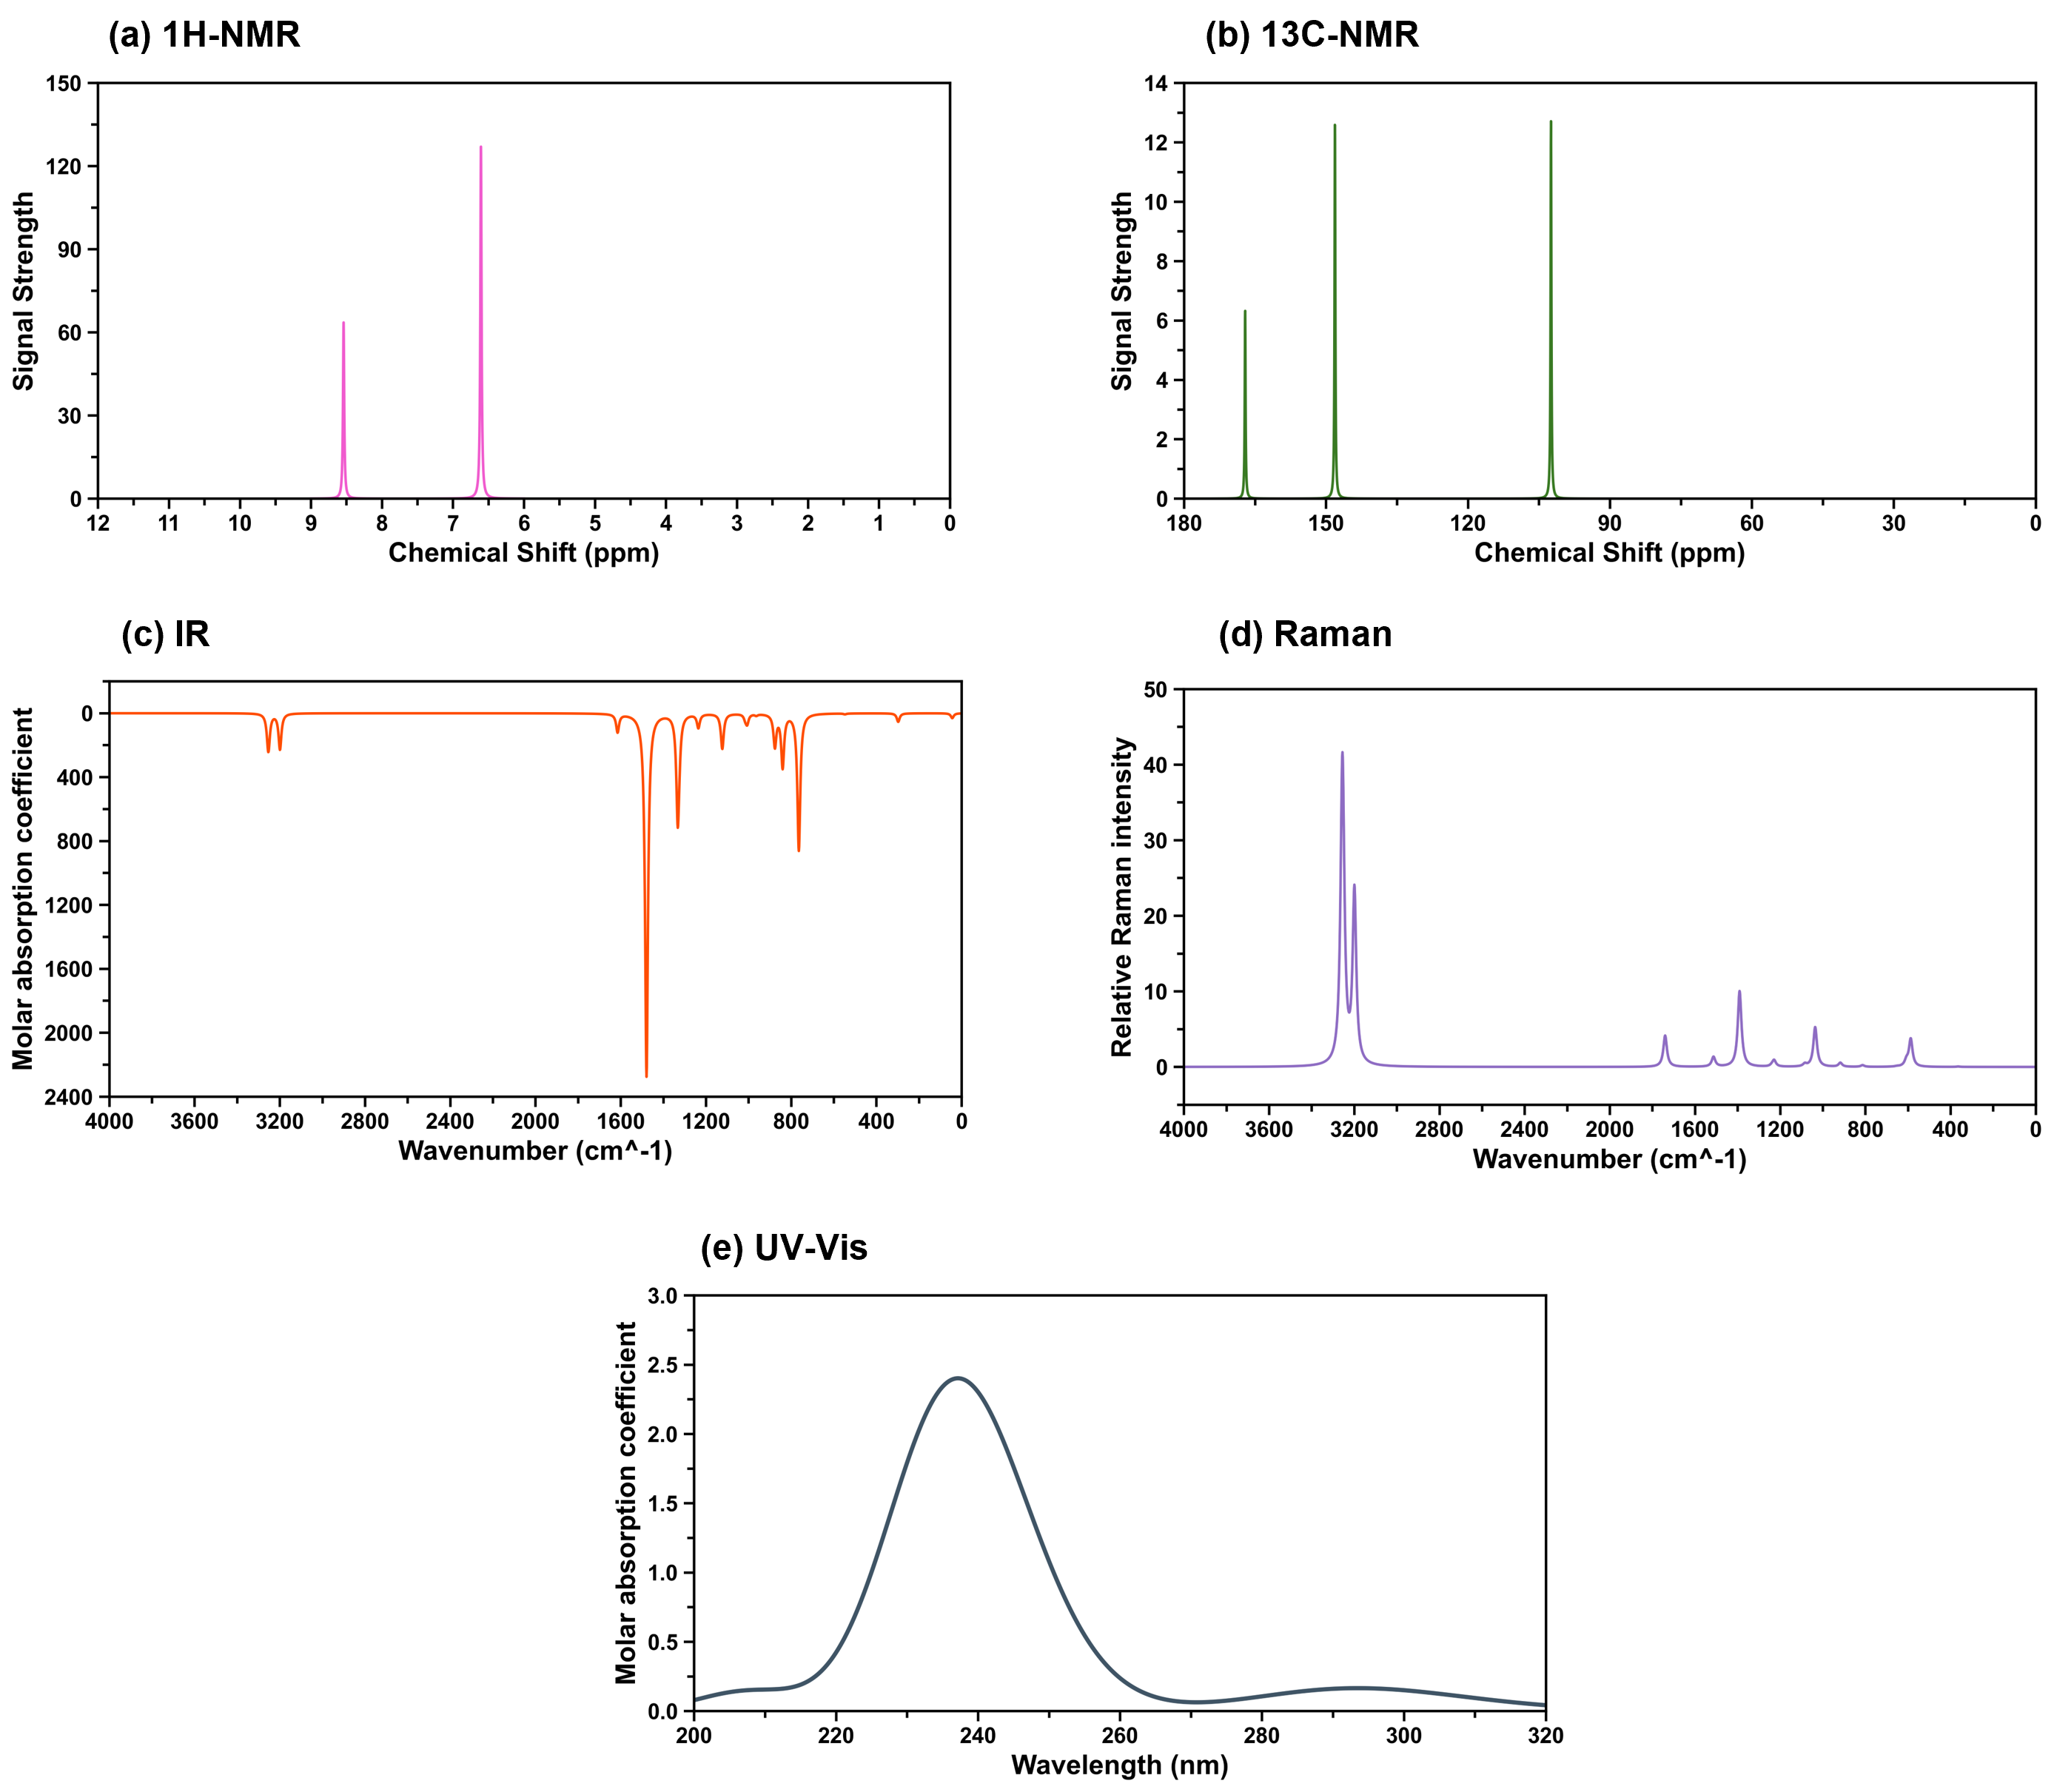 (a) 1H-NMR
150
120
90
60
30
0
Signal Strength
12 11 10 9 8 7 6 5 4 3 2 1 0
Chemical Shift (ppm)
(b) 13C-NMR
14
12
10
8
6
4
2
0
Signal Strength
180 150 120 90 60 30 0
Chemical Shift (ppm)
(c) IR
0
400
800
1200
1600
2000
2400
Molar absorption coefficient
4000 3600 3200 2800 2400 2000 1600 1200 800 400 0
Wavenumber (cm^-1)
(d) Raman
50
40
30
20
10
0
Relative Raman intensity
4000 3600 3200 2800 2400 2000 1600 1200 800 400 0
Wavenumber (cm^-1)
(e) UV-Vis
3.0
2.5
2.0
1.5
1.0
0.5
0.0
Molar absorption coefficient
200 220 240 260 280 300 320
Wavelength (nm)